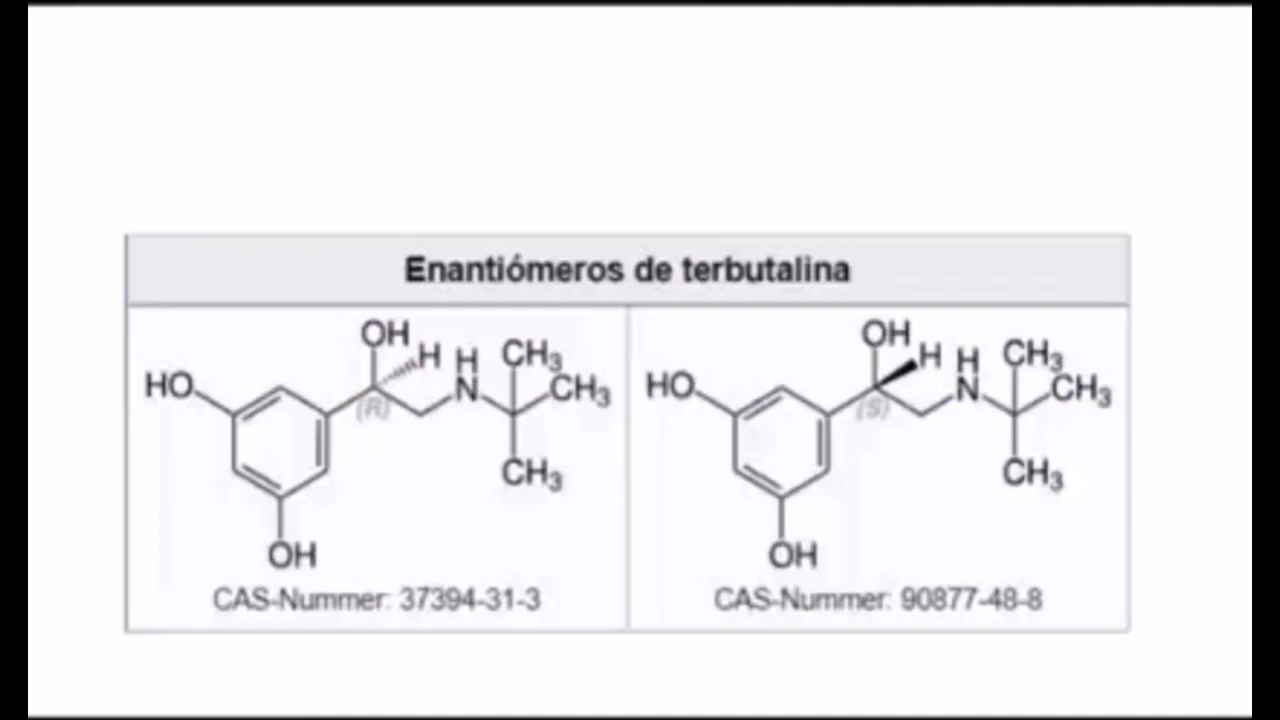 Enantiómeros de terbutalina
OH
H
H
CH3
HO
N
CH3
(R)
CH3
OH
CAS-Nummer: 37394-31-3
OH
H
H
CH3
HO
N
CH3
(S)
CH3
OH
CAS-Nummer: 90877-48-8